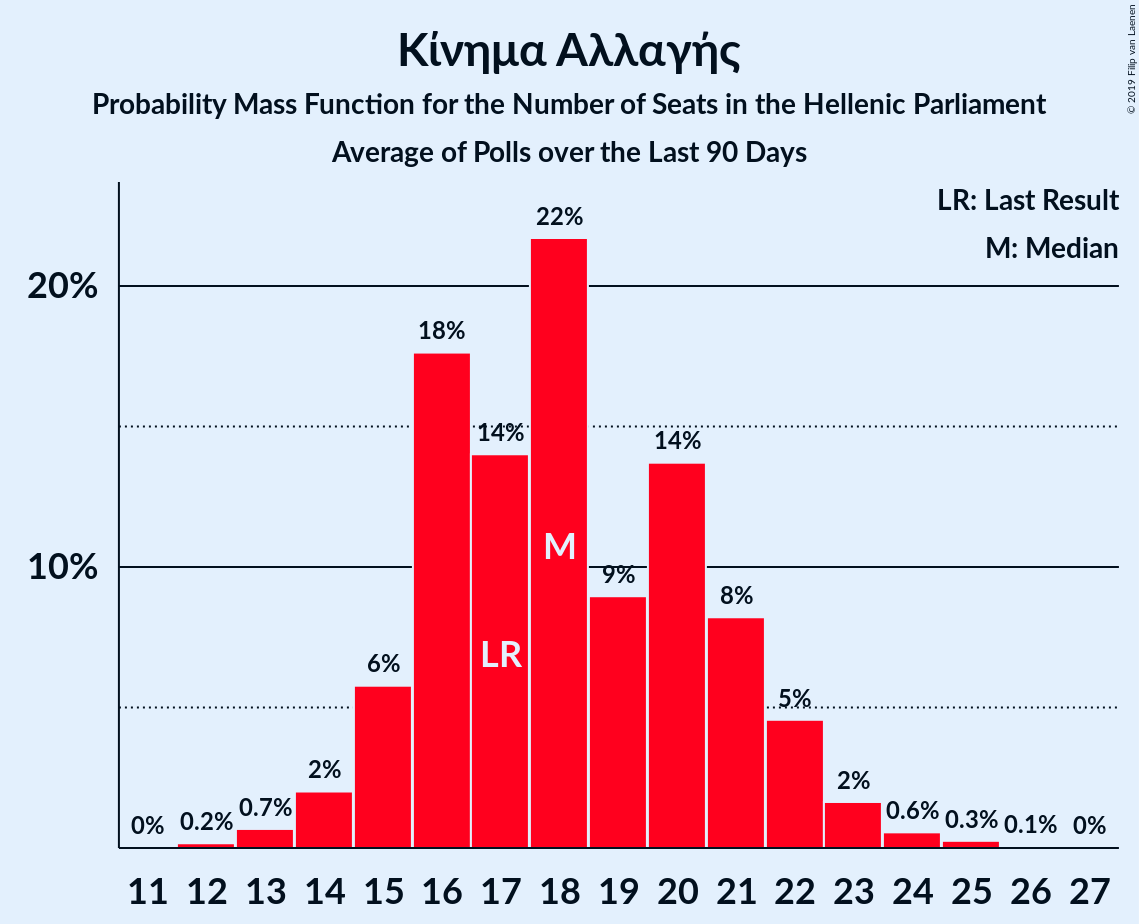 Κίνημα Αλλαγής
Probability Mass Function for the Number of Seats in the Hellenic Parliament
Average of Polls over the Last 90 Days
© 2019 Filip van Laenen
LR: Last Result
M: Median
20%
10%
0%
0.2%
0.7%
2%
6%
18%
14%
22%
9%
14%
8%
5%
2%
0.6%
0.3%
0.1%
0%
LR
M
11 12 13 14 15 16 17 18 19 20 21 22 23 24 25 26 27